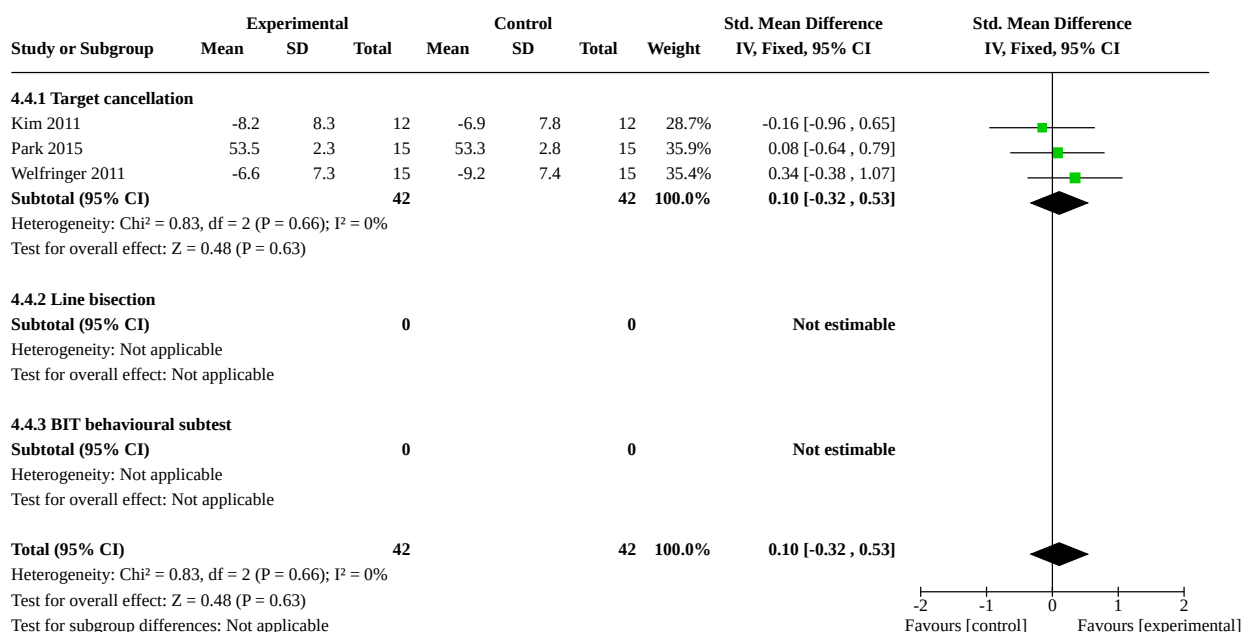 Experimental Control Std. Mean Difference Std. Mean Difference
Study or Subgroup Mean SD Total Mean SD Total Weight IV, Fixed, 95% CI IV, Fixed, 95% CI
4.4.1 Target cancellation
Kim 2011 -8.2 8.3 12 -6.9 7.8 12 28.7% -0.16 [-0.96 , 0.65]
Park 2015 53.5 2.3 15 53.3 2.8 15 35.9% 0.08 [-0.64 , 0.79]
Welfringer 2011 -6.6 7.3 15 -9.2 7.4 15 35.4% 0.34 [-0.38 , 1.07]
Subtotal (95% CI) 42 42 100.0% 0.10 [-0.32 , 0.53]
Heterogeneity: Chi² = 0.83, df = 2 (P = 0.66); I² = 0%
Test for overall effect: Z = 0.48 (P = 0.63)
4.4.2 Line bisection
Subtotal (95% CI) 0 0 Not estimable
Heterogeneity: Not applicable
Test for overall effect: Not applicable
4.4.3 BIT behavioural subtest
Subtotal (95% CI) 0 0 Not estimable
Heterogeneity: Not applicable
Test for overall effect: Not applicable
Total (95% CI) 42 42 100.0% 0.10 [-0.32 , 0.53]
Heterogeneity: Chi² = 0.83, df = 2 (P = 0.66); I² = 0%
Test for overall effect: Z = 0.48 (P = 0.63) -2 -1 0 1 2
Test for subgroup differences: Not applicable Favours [control] Favours [experimental]